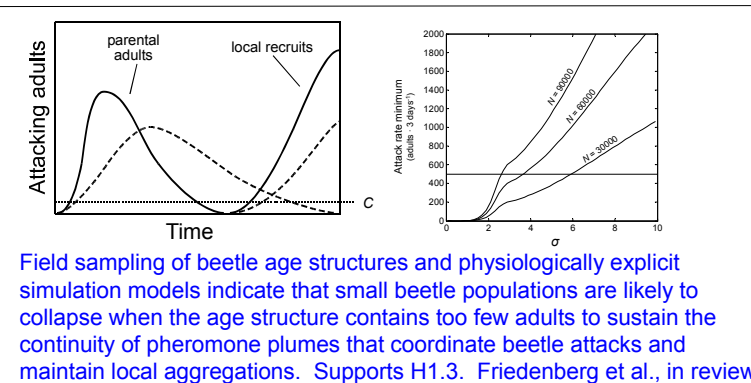 parental
adults
local recruits
Attacking adults
C
Time
Attack rate minimum
(adults · 3 days⁻¹)
2000
1800
1600
1400
1200
1000
800
600
400
200
0
N = 90000
N = 60000
N = 30000
0 2 4 6 8 10
σ
Field sampling of beetle age structures and physiologically explicit
simulation models indicate that small beetle populations are likely to
collapse when the age structure contains too few adults to sustain the
continuity of pheromone plumes that coordinate beetle attacks and
maintain local aggregations. Supports H1.3. Friedenberg et al., in review